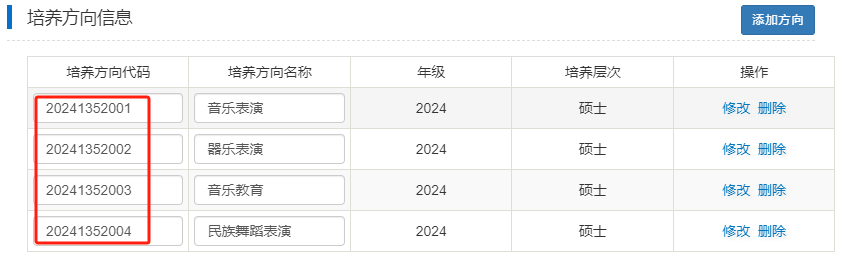 培养方向信息
添加方向
培养方向代码 培养方向名称 年级 培养层次 操作
20241352001 音乐表演 2024 硕士 修改 删除
20241352002 器乐表演 2024 硕士 修改 删除
20241352003 音乐教育 2024 硕士 修改 删除
20241352004 民族舞蹈表演 2024 硕士 修改 删除